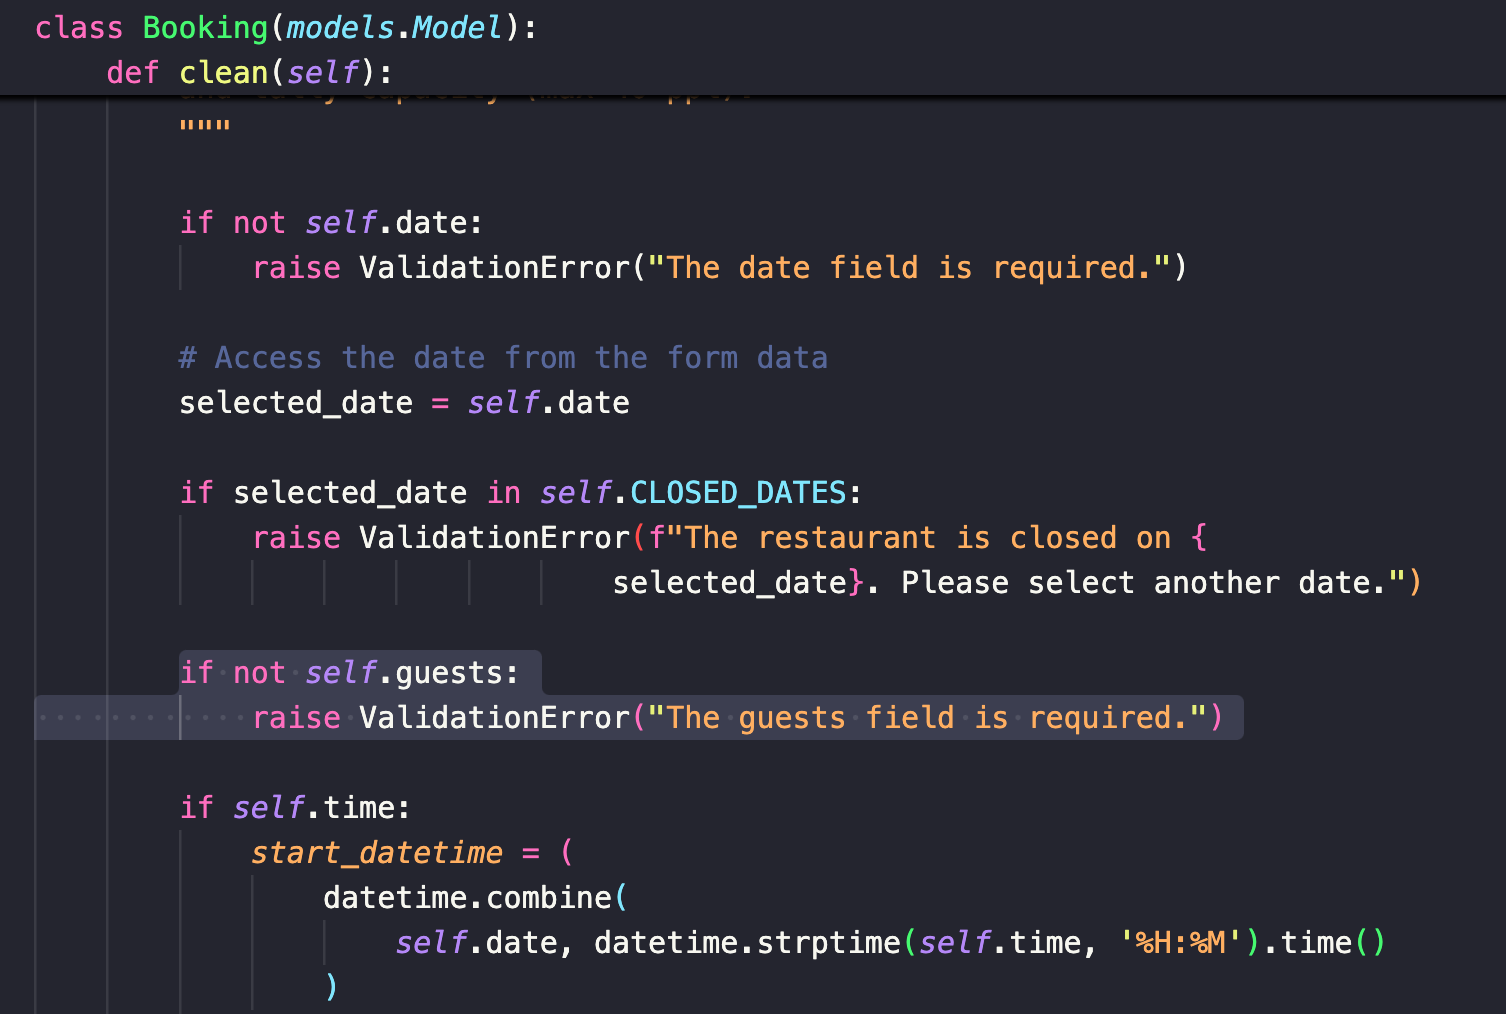 class Booking(models.Model):
    def clean(self):
        """

        if not self.date:
            raise ValidationError("The date field is required.")

        # Access the date from the form data
        selected_date = self.date

        if selected_date in self.CLOSED_DATES:
            raise ValidationError(f"The restaurant is closed on {
                                selected_date}. Please select another date.")

        if not self.guests:
            raise ValidationError("The guests field is required.")

        if self.time:
            start_datetime = (
                datetime.combine(
                    self.date, datetime.strptime(self.time, '%H:%M').time()
                )